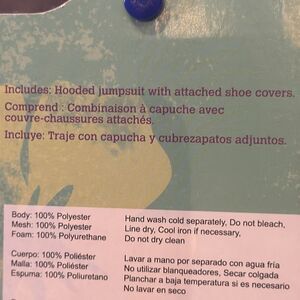 Includes: Hooded jumpsuit with attached shoe covers.
Comprend : Combinaison à capuche avec
couvre-chaussures attachés.
Incluye: Traje con capucha y cubrezapatos adjuntos.
Body: 100% Polyester
Mesh: 100% Polyester
Foam: 100% Polyurethane
Hand wash cold separately, Do not bleach,
Line dry, Cool iron if necessary,
Do not dry clean
Cuerpo: 100% Poliéster
Malla: 100% Poliéster
Espuma: 100% Poliuretano
Lavar a mano por separado con agua fría
No utilizar blanqueadores, Secar colgada
Planchar a baja temperatura si es necesario
No lavar en seco